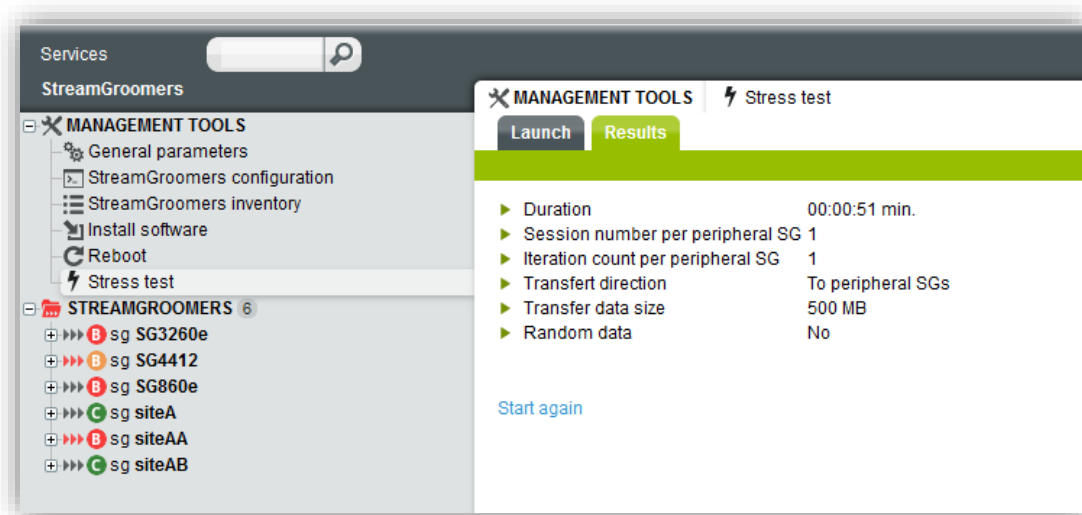 Services
StreamGroomers
MANAGEMENT TOOLS
General parameters
StreamGroomers configuration
StreamGroomers inventory
Install software
Reboot
Stress test
STREAMGROOMERS 6
B sg SG3260e
B sg SG4412
B sg SG860e
C sg siteA
B sg siteAA
C sg siteAB
MANAGEMENT TOOLS Stress test
Launch Results
Duration 00:00:51 min.
Session number per peripheral SG 1
Iteration count per peripheral SG 1
Transfert direction To peripheral SGs
Transfer data size 500 MB
Random data No
Start again